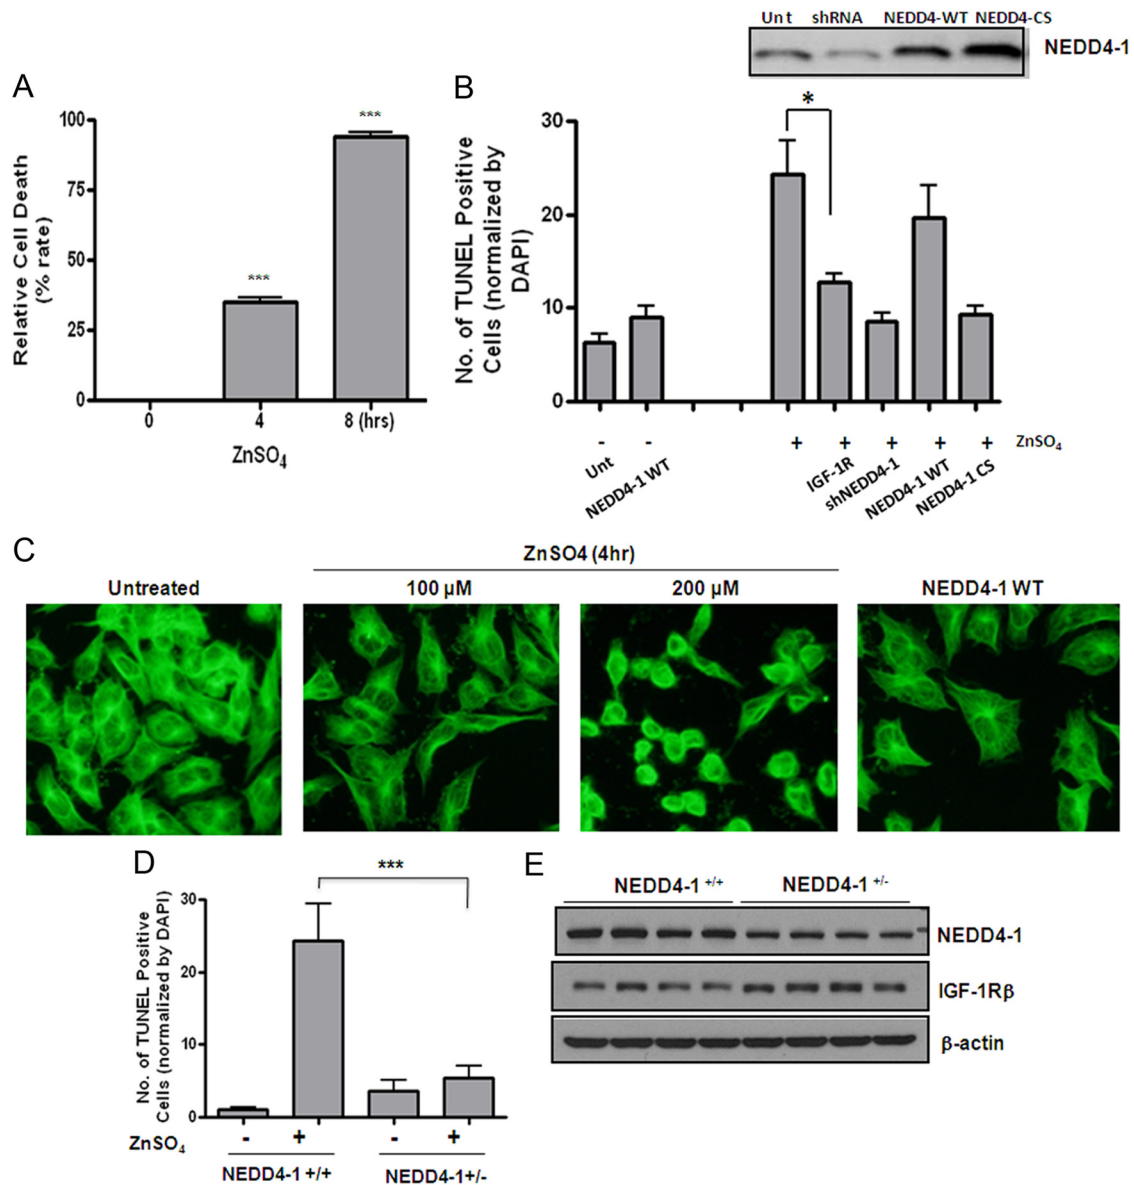 Unt shRNA NEDD4-WT NEDD4-CS
NEDD4-1
A
Relative Cell Death
(% rate)
100
75
50
25
0
***
***
0 4 8 (hrs)
ZnSO4
B
No. of TUNEL Positive
Cells (normalized by
DAPI)
30
20
10
0
*
- - + + + + + ZnSO4
Unt
NEDD4-1 WT
IGF-1R
shNEDD4-1
NEDD4-1 WT
NEDD4-1 CS
C
ZnSO4 (4hr)
Untreated 100 µM 200 µM NEDD4-1 WT
D
No. of TUNEL Positive
Cells (normalized by DAPI)
30
20
10
0
***
ZnSO4 - + - +
NEDD4-1 +/+ NEDD4-1+/-
E
NEDD4-1 +/+ NEDD4-1 +/-
NEDD4-1
IGF-1Rβ
β-actin